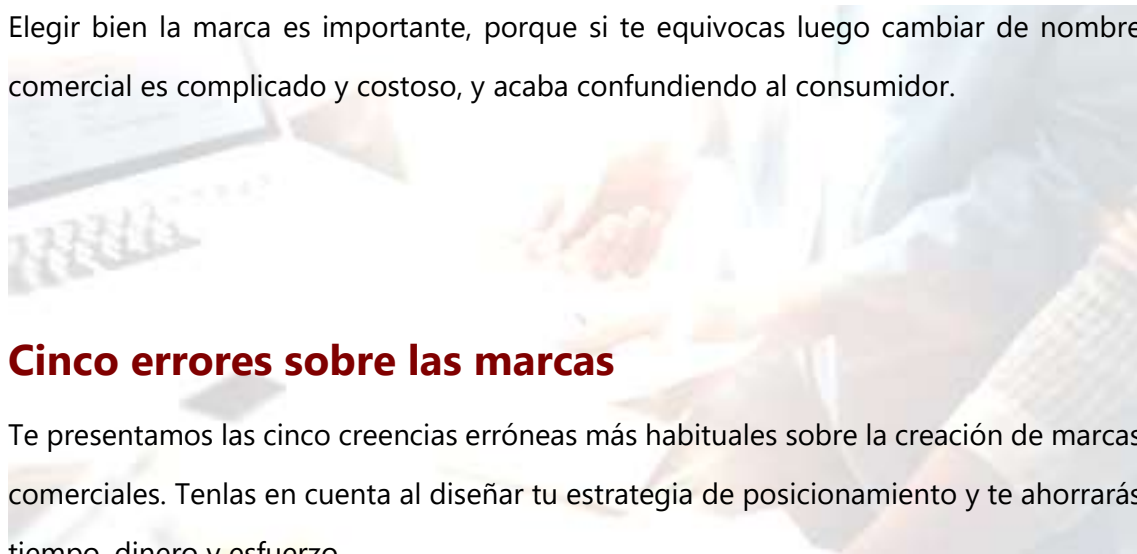 Elegir bien la marca es importante, porque si te equivocas luego cambiar de nombre
comercial es complicado y costoso, y acaba confundiendo al consumidor.
Cinco errores sobre las marcas
Te presentamos las cinco creencias erróneas más habituales sobre la creación de marcas
comerciales. Tenlas en cuenta al diseñar tu estrategia de posicionamiento y te ahorrarás
tiempo, dinero y esfuerzo.